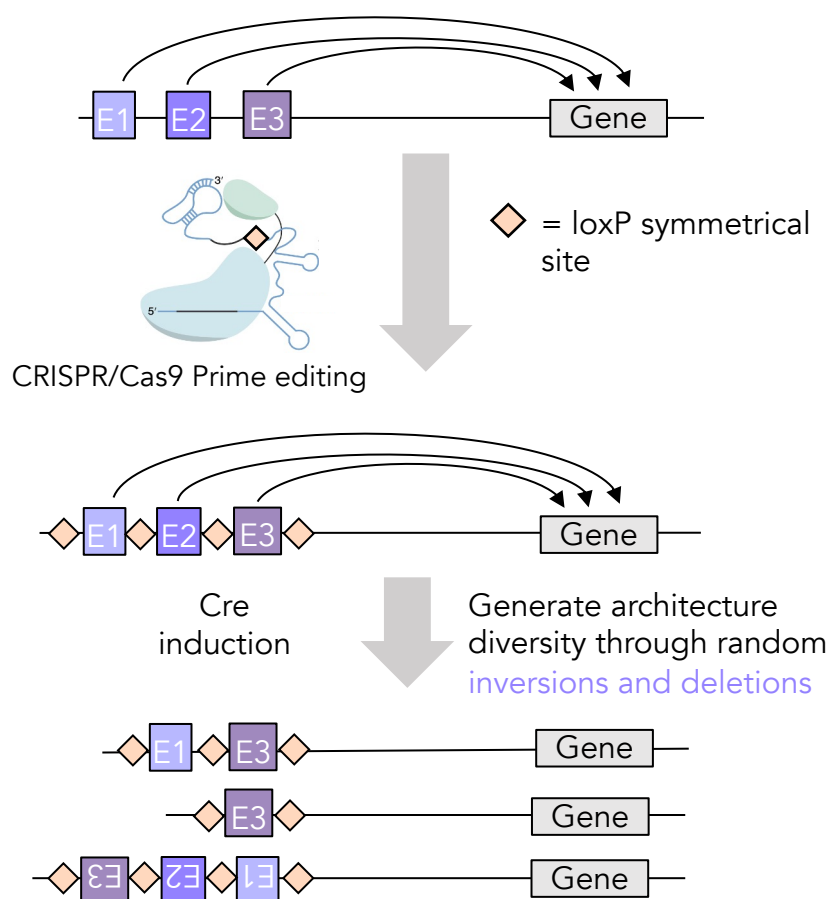 E1 E2 E3 Gene
3′
5′
= loxP symmetrical
site
CRISPR/Cas9 Prime editing
E1 E2 E3 Gene
Cre
induction
Generate architecture
diversity through random
inversions and deletions
E1 E3 Gene
E3 Gene
E3 E2 E1 Gene